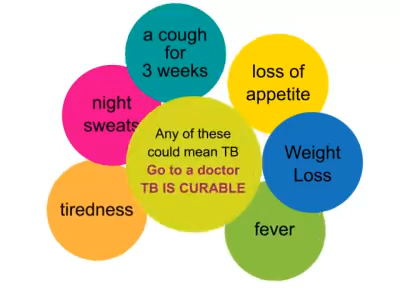 a cough
for
3 weeks
loss of
appetite
night
sweats
Any of these
could mean TB
Go to a doctor
TB IS CURABLE
Weight
Loss
tiredness
fever